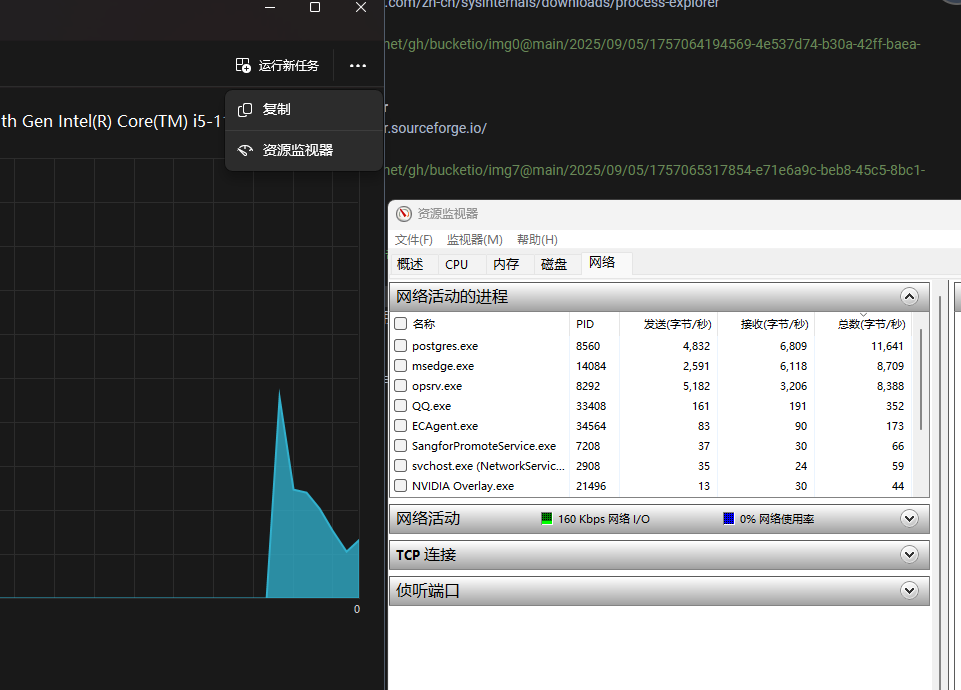 .com/zh-cn/sysinternals/downloads/process-explorer
net/gh/bucketio/img0@main/2025/09/05/1757064194569-4e537d74-b30a-42ff-baea-
运行新任务
复制
资源监视器
th Gen Intel(R) Core(TM) i5-1
r
r.sourceforge.io/
net/gh/bucketio/img7@main/2025/09/05/1757065317854-e71e6a9c-beb8-45c5-8bc1-
0
资源监视器
文件(F) 监视器(M) 帮助(H)
概述 CPU 内存 磁盘 网络
网络活动的进程
名称 PID 发送(字节/秒) 接收(字节/秒) 总数(字节/秒)
postgres.exe 8560 4,832 6,809 11,641
msedge.exe 14084 2,591 6,118 8,709
opsrv.exe 8292 5,182 3,206 8,388
QQ.exe 33408 161 191 352
ECAgent.exe 34564 83 90 173
SangforPromoteService.exe 7208 37 30 66
svchost.exe (NetworkServic... 2908 35 24 59
NVIDIA Overlay.exe 21496 13 30 44
网络活动 160 Kbps 网络 I/O 0% 网络使用率
TCP 连接
侦听端口